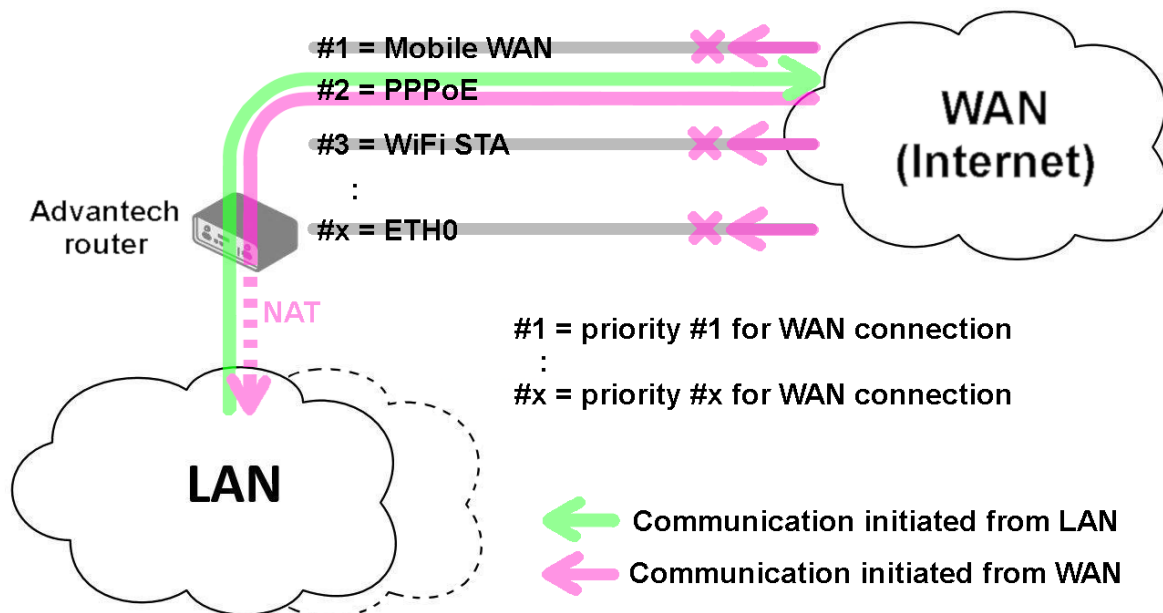 #1 = Mobile WAN
#2 = PPPoE
#3 = WiFi STA
:
#x = ETH0
WAN
(Internet)
Advantech
router
NAT
#1 = priority #1 for WAN connection
:
#x = priority #x for WAN connection
LAN
Communication initiated from LAN
Communication initiated from WAN